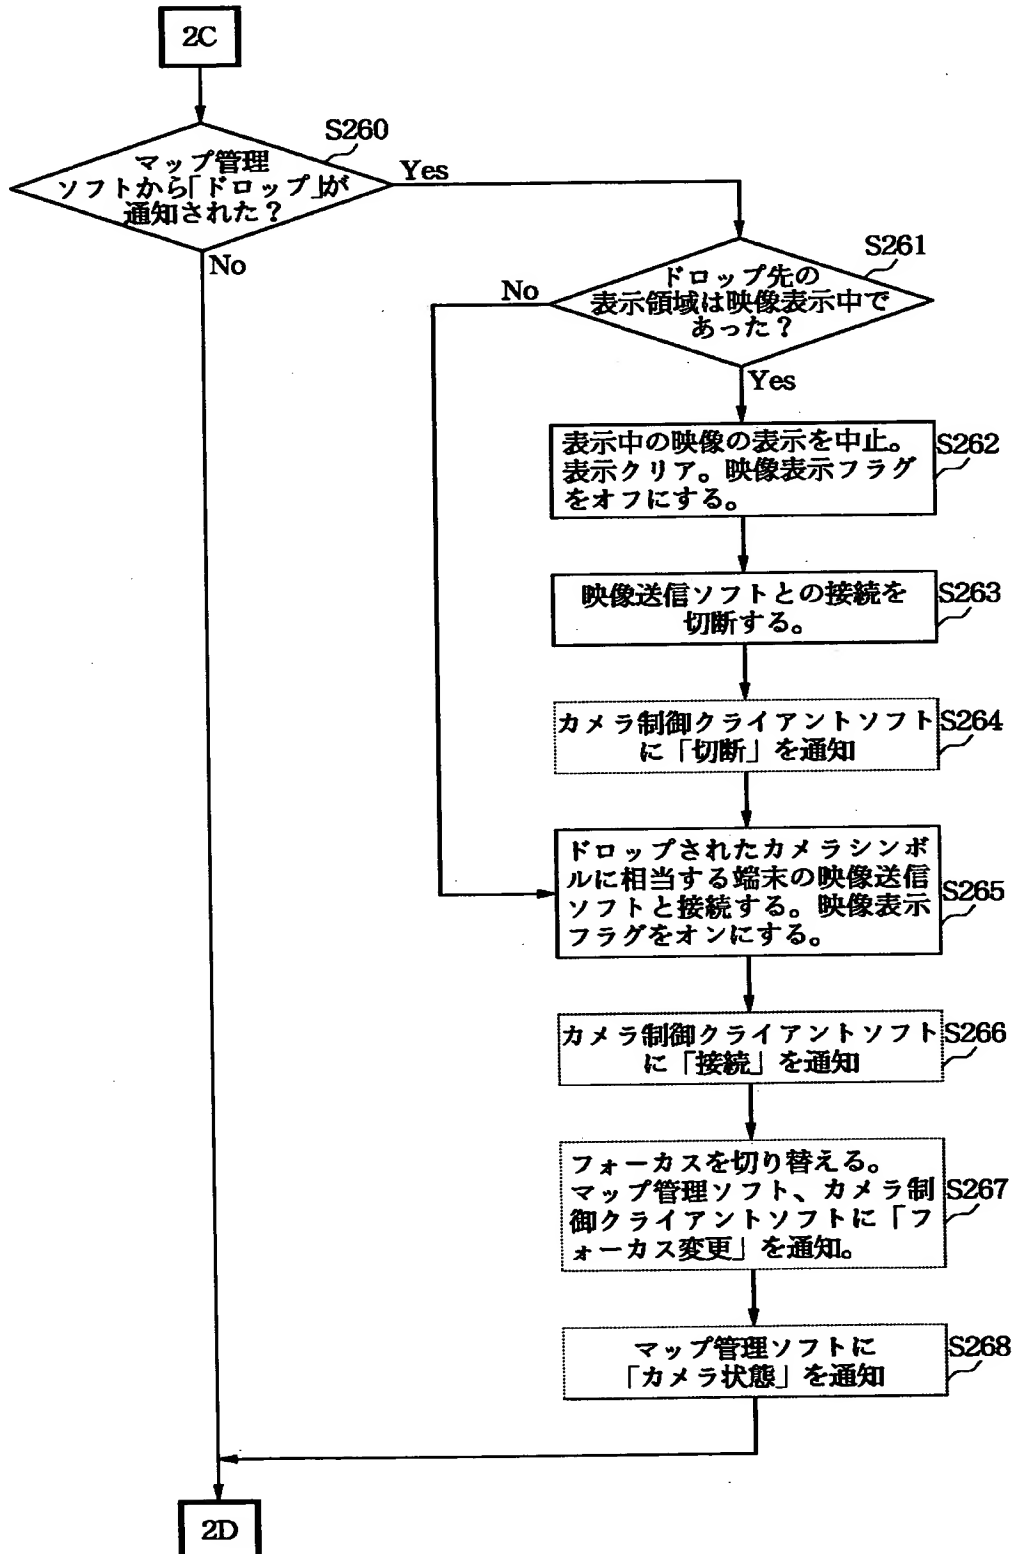 2C
S260
マップ管理
ソフトから「ドロップ」が
通知された?
Yes
No
S261
ドロップ先の
表示領域は映像表示中で
あった?
No
Yes
表示中の映像の表示を中止。
表示クリア。映像表示フラグ
をオフにする。
S262
映像送信ソフトとの接続を
切断する。
S263
カメラ制御クライアントソフト
に「切断」を通知
S264
ドロップされたカメラシンボ
ルに相当する端末の映像送信
ソフトと接続する。映像表示
フラグをオンにする。
S265
カメラ制御クライアントソフト
に「接続」を通知
S266
フォーカスを切り替える。
マップ管理ソフト、カメラ制
御クライアントソフトに「フ
ォーカス変更」を通知。
S267
マップ管理ソフトに
「カメラ状態」を通知
S268
2D